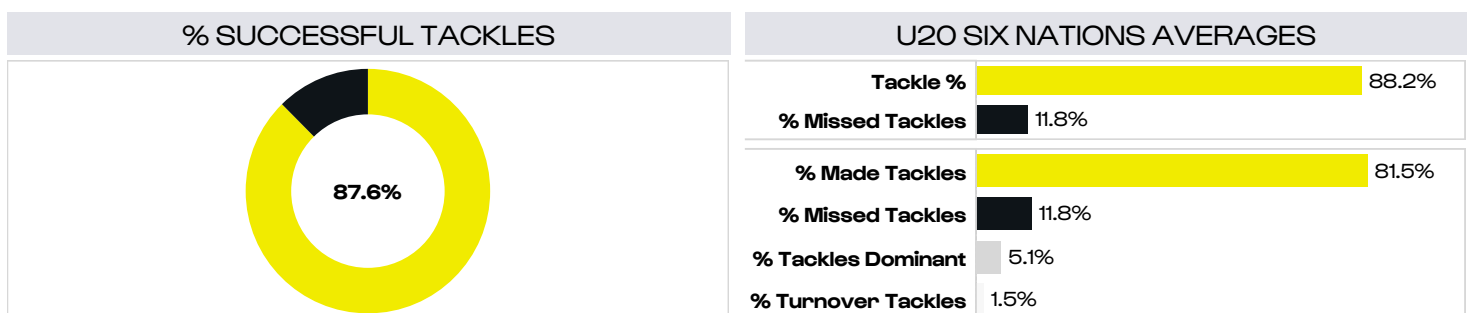 % SUCCESSFUL TACKLES
87.6%
U20 SIX NATIONS AVERAGES
Tackle % 88.2%
% Missed Tackles 11.8%
% Made Tackles 81.5%
% Missed Tackles 11.8%
% Tackles Dominant 5.1%
% Turnover Tackles 1.5%